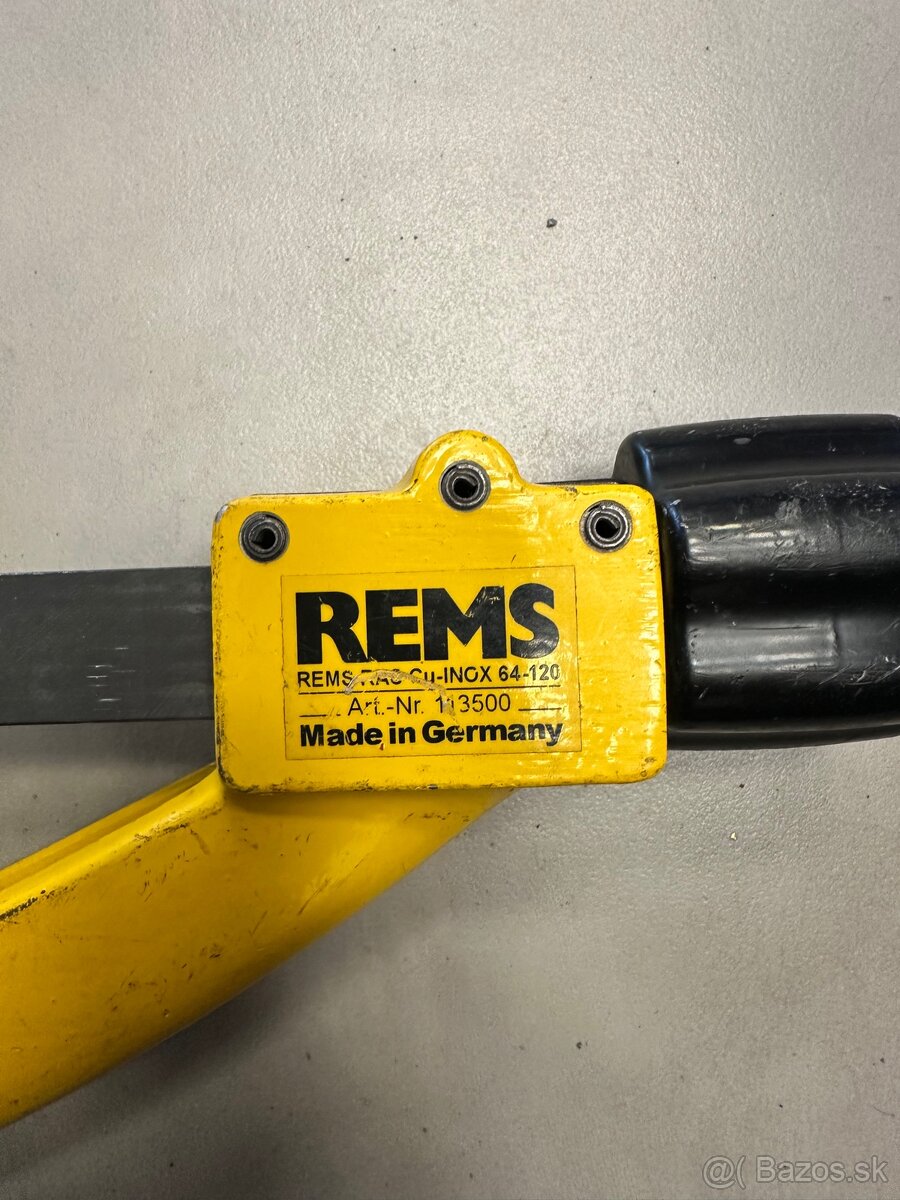 REMS
REMS RAS Cu-INOX 64-120
Art.-Nr. 113500
Made in Germany
@( Bazos.sk